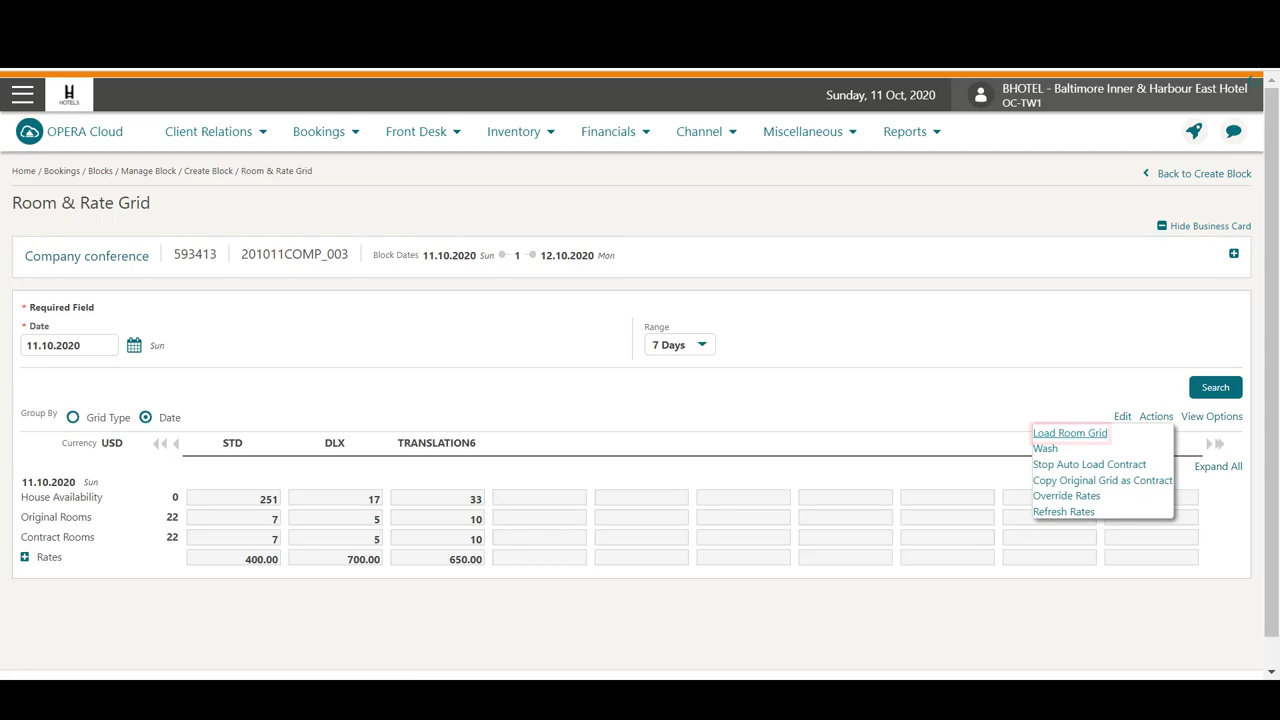 H
HOTELS
Sunday, 11 Oct, 2020
BHOTEL - Baltimore Inner & Harbour East Hotel
OC-TW1
OPERA Cloud
Client Relations
Bookings
Front Desk
Inventory
Financials
Channel
Miscellaneous
Reports
Home / Bookings / Blocks / Manage Block / Create Block / Room & Rate Grid
Back to Create Block
Room & Rate Grid
Hide Business Card
Company conference 593413 201011COMP_003 Block Dates 11.10.2020 Sun 1 12.10.2020 Mon
* Required Field
* Date
Range
11.10.2020 Sun
7 Days
Search
Group By Grid Type Date
Edit Actions View Options
Load Room Grid
Wash
Stop Auto Load Contract
Copy Original Grid as Contract
Override Rates
Refresh Rates
Currency USD STD DLX TRANSLATION6
Expand All
11.10.2020 Sun
House Availability 0 251 17 33
Original Rooms 22 7 5 10
Contract Rooms 22 7 5 10
Rates 400.00 700.00 650.00